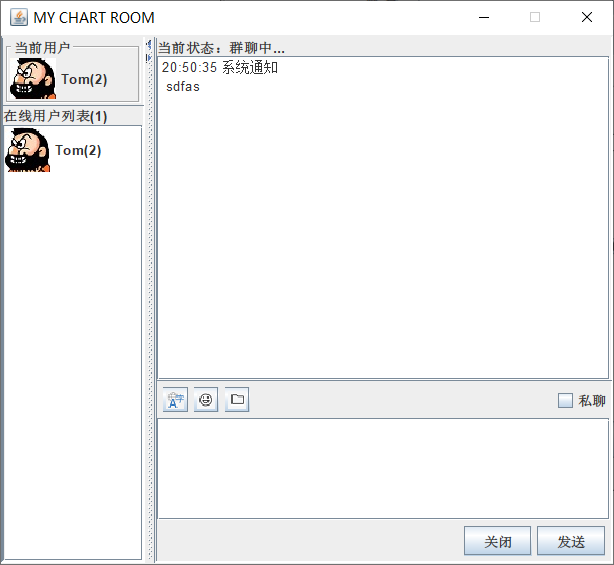 MY CHART ROOM
当前用户
Tom(2)
在线用户列表(1)
Tom(2)
当前状态：群聊中...
20:50:35 系统通知
sdfas
私聊
关闭
发送